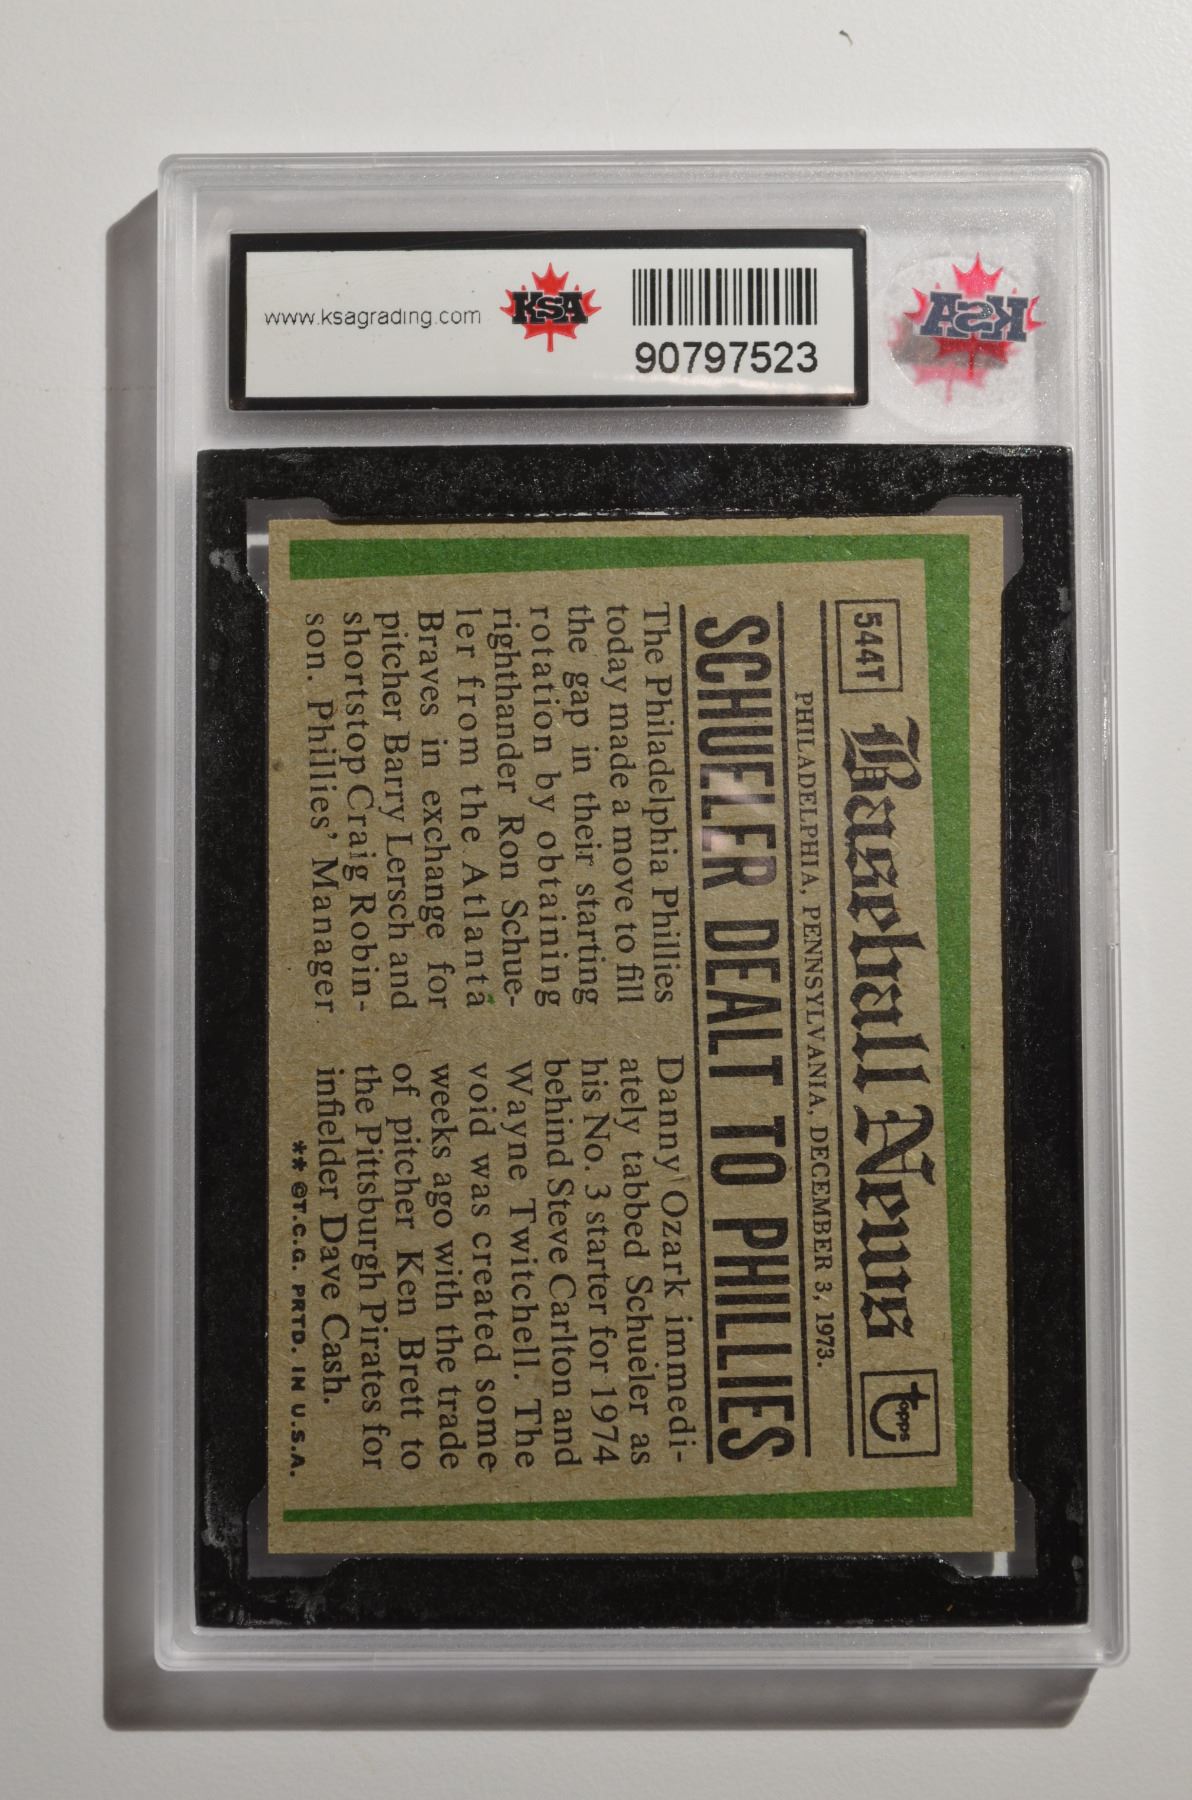 www.ksagrading.com
KSA
90797523
KSA
544T
Baseball News
topps
PHILADELPHIA, PENNSYLVANIA, DECEMBER 3, 1973.
SCHUELER DEALT TO PHILLIES
The Philadelphia Phillies
today made a move to fill
the gap in their starting
rotation by obtaining
righthander Ron Schue-
ler from the Atlanta
Braves in exchange for
pitcher Barry Lersch and
shortstop Craig Robin-
son. Phillies' Manager
Danny Ozark immedi-
ately tabbed Schueler as
his No. 3 starter for 1974
behind Steve Carlton and
Wayne Twitchell. The
void was created some
weeks ago with the trade
of pitcher Ken Brett to
the Pittsburgh Pirates for
infielder Dave Cash.
** ©T.C.G. PRTD. IN U.S.A.